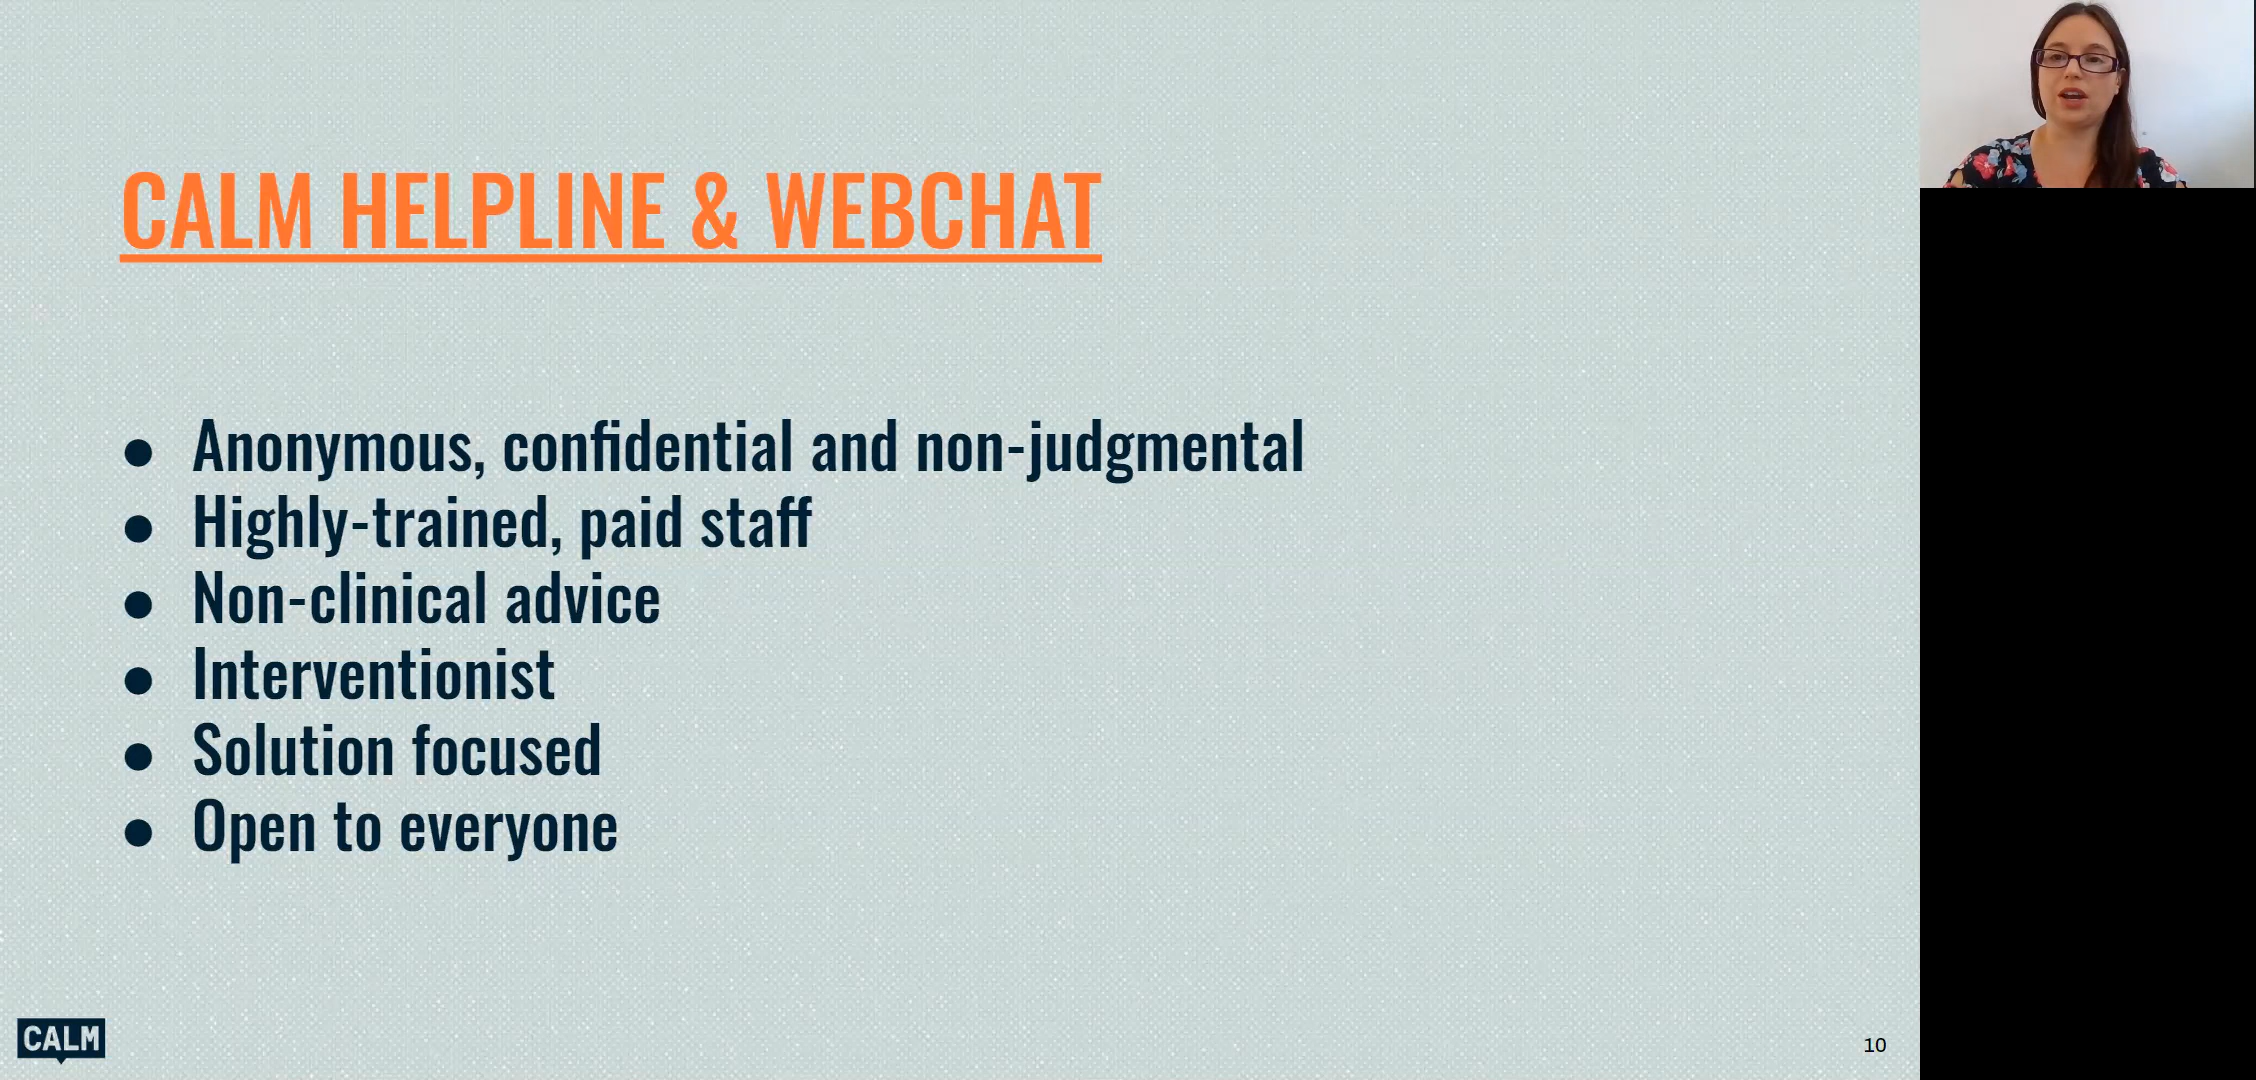 CALM HELPLINE & WEBCHAT
● Anonymous, confidential and non-judgmental
● Highly-trained, paid staff
● Non-clinical advice
● Interventionist
● Solution focused
● Open to everyone
CALM
10